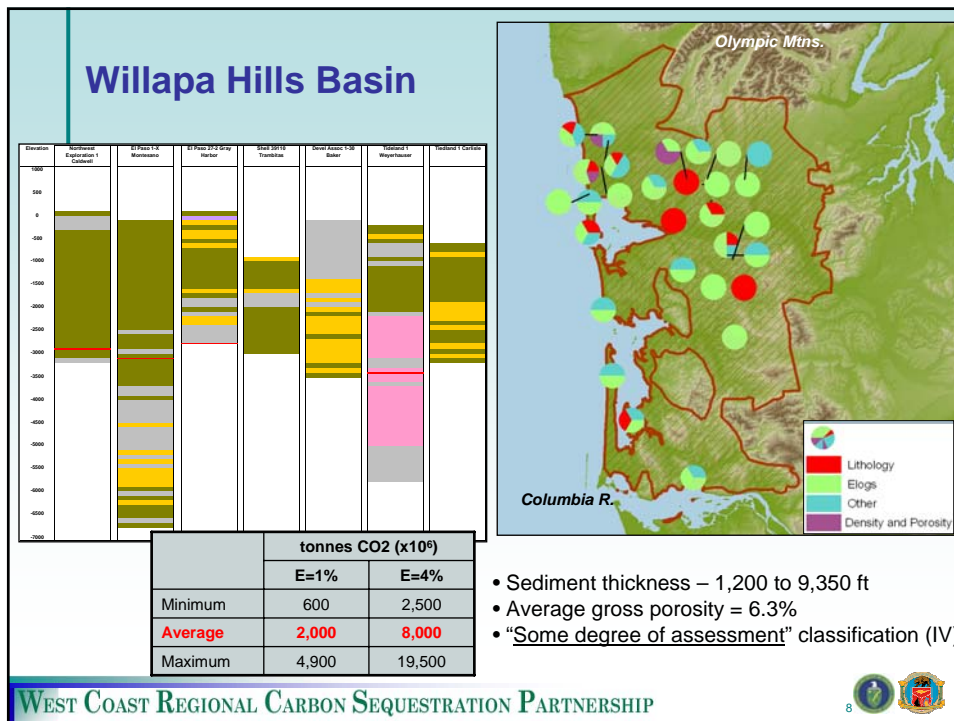 Willapa Hills Basin
Olympic Mtns.
Columbia R.
Lithology
Elogs
Other
Density and Porosity
Elevation
Northwest Exploration 1 Caldwell
El Paso 1-X Montesano
El Paso 27-2 Gray Harbor
Shell 39110 Trambitas
Devel Assoc 1-30 Baker
Tideland 1 Weyerhauser
Tiedland 1 Carlisle
1000
500
0
-500
-1000
-1500
-2000
-2500
-3000
-3500
-4000
-4500
-5000
-5500
-6000
-6500
-7000
tonnes CO2 (x10⁶)
E=1% E=4%
Minimum 600 2,500
Average 2,000 8,000
Maximum 4,900 19,500
• Sediment thickness – 1,200 to 9,350 ft
• Average gross porosity = 6.3%
• “Some degree of assessment” classification (IV)
WEST COAST REGIONAL CARBON SEQUESTRATION PARTNERSHIP
8